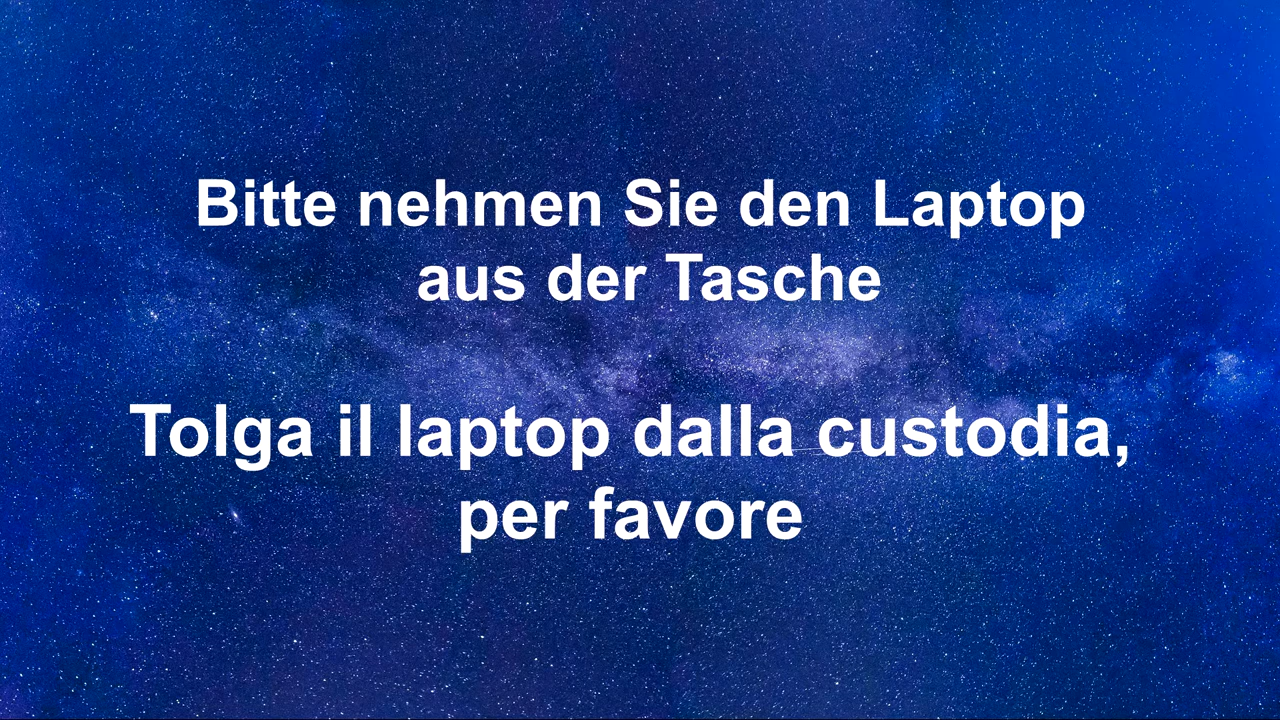 Bitte nehmen Sie den Laptop
aus der Tasche
Tolga il laptop dalla custodia,
per favore